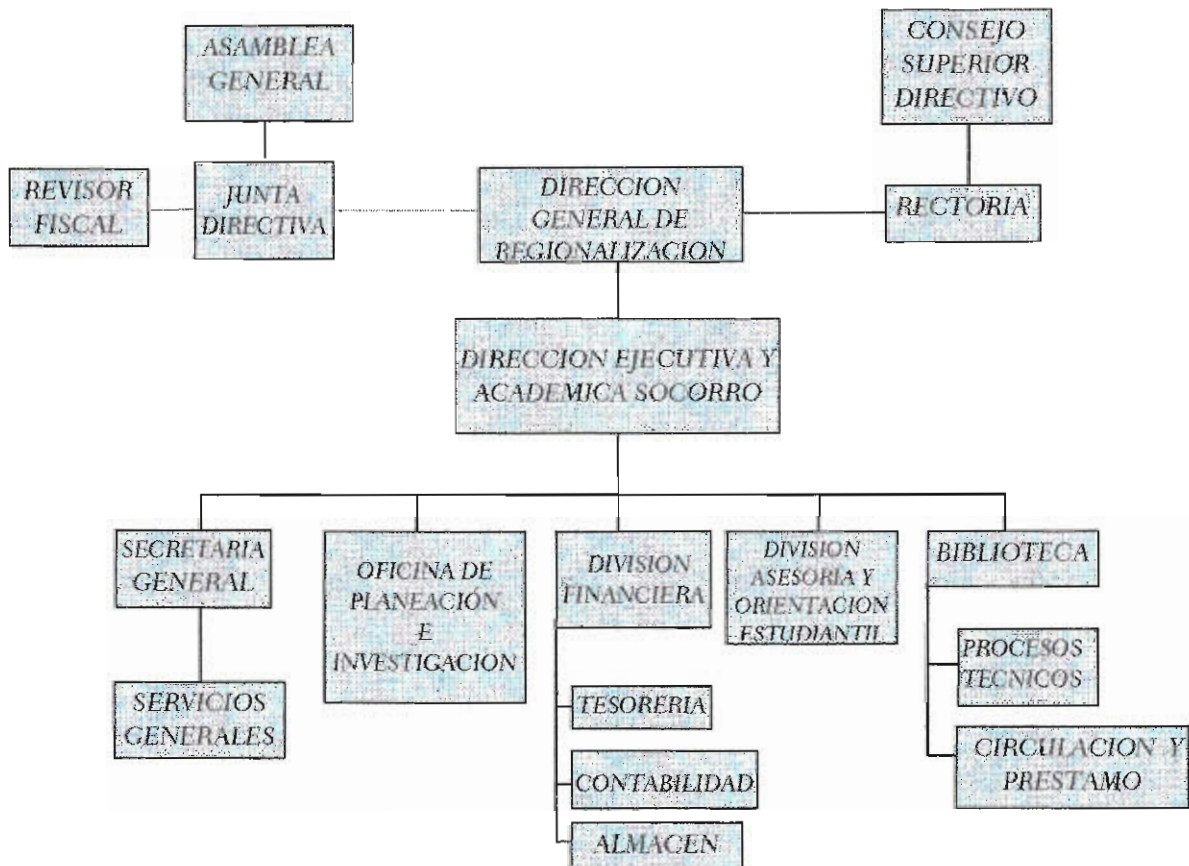 ASAMBLEA
GENERAL
CONSEJO
SUPERIOR
DIRECTIVO
REVISOR
FISCAL
JUNTA
DIRECTIVA
DIRECCION
GENERAL DE
REGIONALIZACION
RECTORIA
DIRECCION EJECUTIVA Y
ACADEMICA SOCORRO
SECRETARIA
GENERAL
OFICINA DE
PLANEACIÓN
E
INVESTIGACION
DIVISION
FINANCIERA
DIVISION
ASESORIA Y
ORIENTACION
ESTUDIANTIL
BIBLIOTECA
SERVICIOS
GENERALES
TESORERIA
CONTABILIDAD
ALMACEN
PROCESOS
TECNICOS
CIRCULACION Y
PRESTAMO